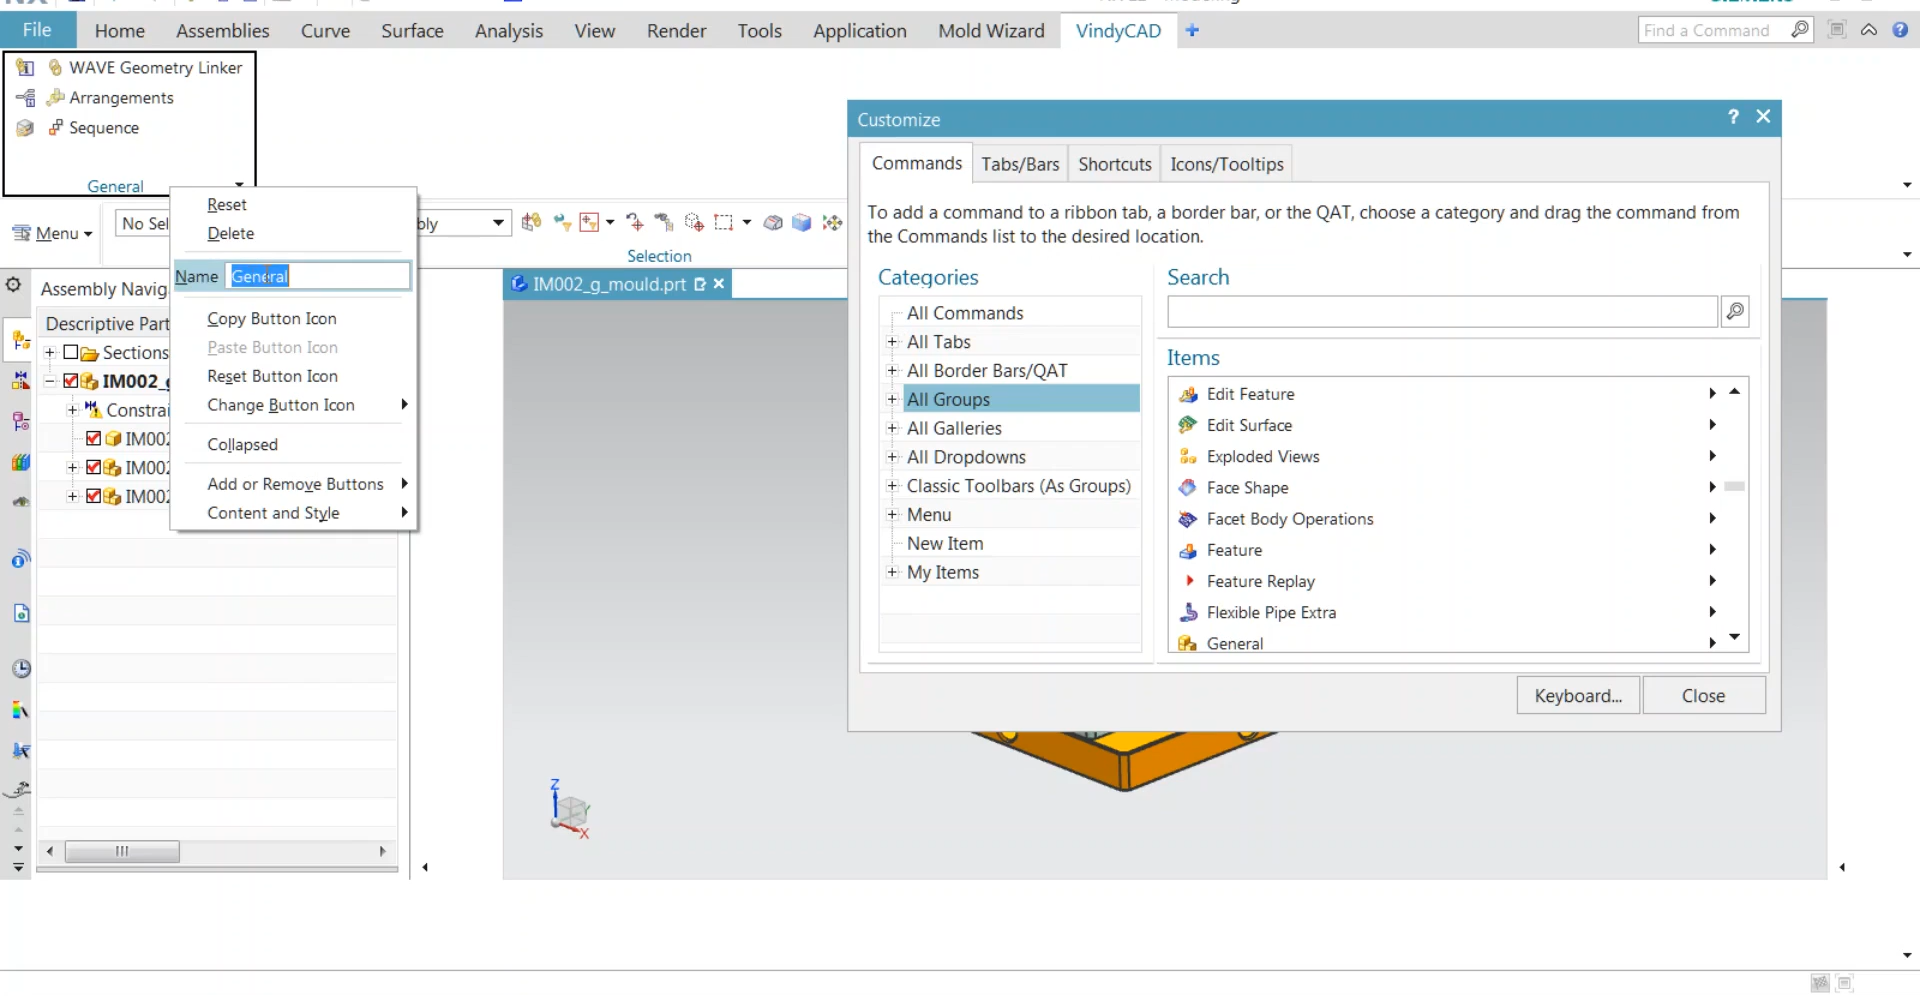 File Home Assemblies Curve Surface Analysis View Render Tools Application Mold Wizard VindyCAD Find a Command
WAVE Geometry Linker
Arrangements
Sequence
General
Menu
No Sel
bly
Selection
Reset
Delete
Name General
Copy Button Icon
Paste Button Icon
Reset Button Icon
Change Button Icon
Collapsed
Add or Remove Buttons
Content and Style
Assembly Navig
Descriptive Part
Sections
IM002_g
Constrai
IM002
IM002
IM002
IM002_g_mould.prt
Z
X
Customize
Commands Tabs/Bars Shortcuts Icons/Tooltips
To add a command to a ribbon tab, a border bar, or the QAT, choose a category and drag the command from
the Commands list to the desired location.
Categories
All Commands
All Tabs
All Border Bars/QAT
All Groups
All Galleries
All Dropdowns
Classic Toolbars (As Groups)
Menu
New Item
My Items
Search
Items
Edit Feature
Edit Surface
Exploded Views
Face Shape
Facet Body Operations
Feature
Feature Replay
Flexible Pipe Extra
General
Keyboard... Close